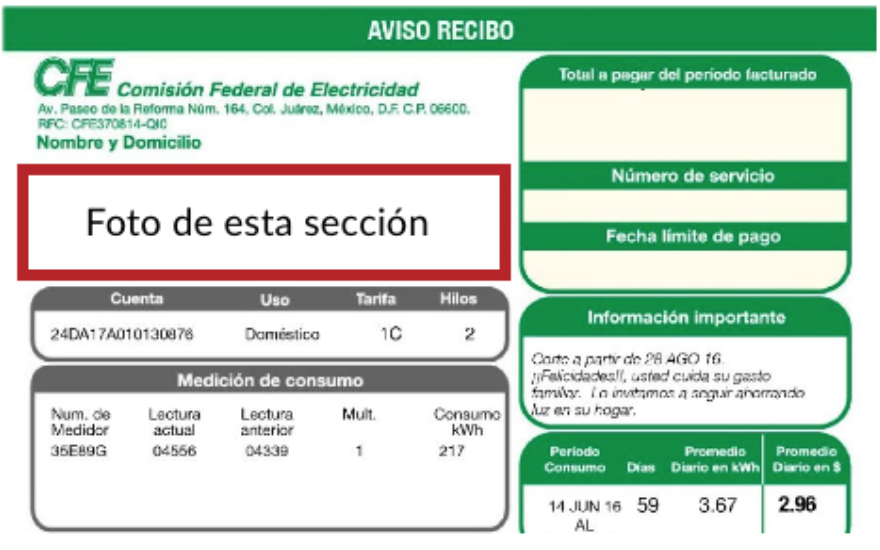 AVISO RECIBO
CFE Comisión Federal de Electricidad
Av. Paseo de la Reforma Núm. 164, Col. Juárez, México, D.F. C.P. 06600.
RFC: CFE370814-QI0
Nombre y Domicilio
Foto de esta sección
Total a pagar del periodo facturado
Número de servicio
Fecha límite de pago
Cuenta Uso Tarifa Hilos
24DA17A010130876 Doméstico 1C 2
Medición de consumo
Num. de Lectura Lectura Mult. Consumo
Medidor actual anterior kWh
35E89G 04556 04339 1 217
Información importante
Corte a partir de 28 AGO 16.
¡¡Felicidades!!, usted cuida su gasto
familiar. Lo invitamos a seguir ahorrando
luz en su hogar.
Periodo Promedio Promedio
Consumo Días Diario en kWh Diario en $
14 JUN 16 59 3.67 2.96
AL